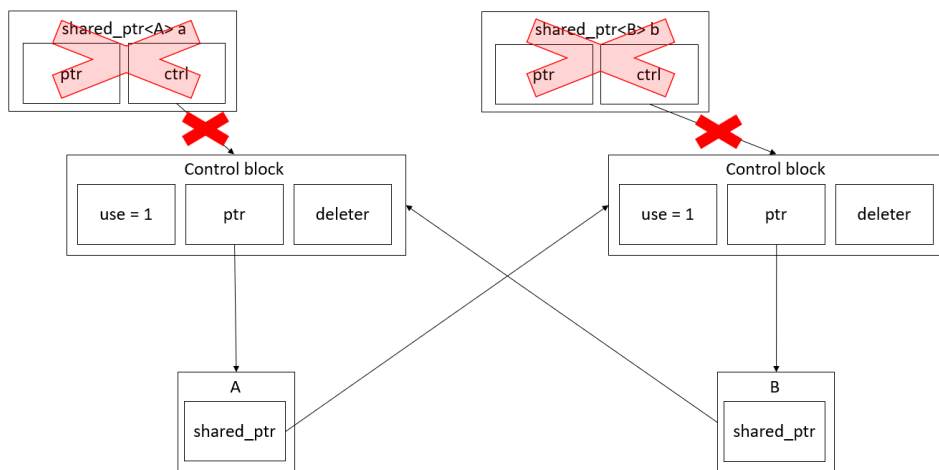 shared_ptr<A> a
ptr
ctrl
shared_ptr<B> b
ptr
ctrl
Control block
use = 1
ptr
deleter
Control block
use = 1
ptr
deleter
A
shared_ptr
B
shared_ptr